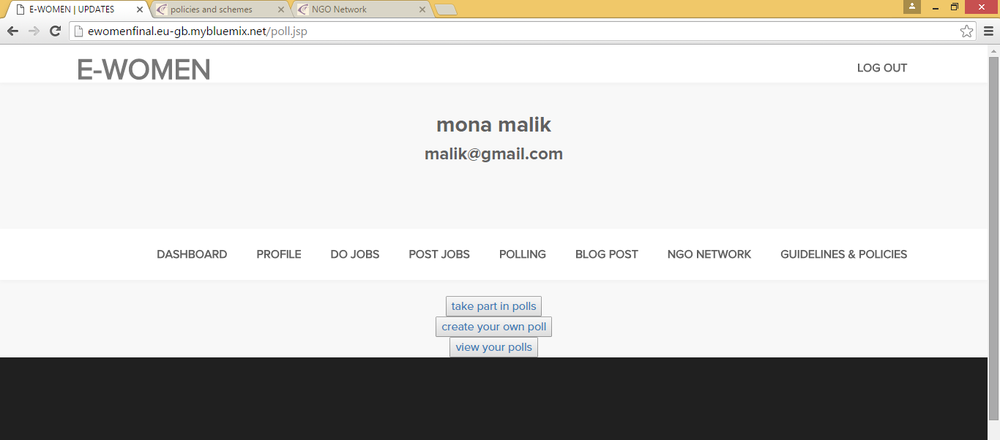 E-WOMEN | UPDATES
policies and schemes
NGO Network
ewomenfinal.eu-gb.mybluemix.net/poll.jsp
E-WOMEN
LOG OUT
mona malik
malik@gmail.com
DASHBOARD PROFILE DO JOBS POST JOBS POLLING BLOG POST NGO NETWORK GUIDELINES & POLICIES
take part in polls
create your own poll
view your polls